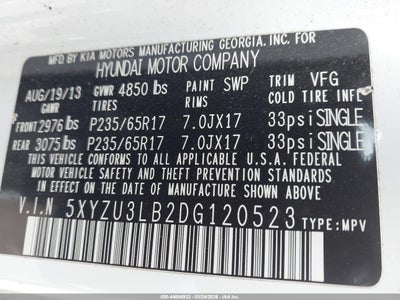 MFD. BY KIA MOTORS MANUFACTURING GEORGIA, INC. FOR
HYUNDAI MOTOR COMPANY
AUG/19/13 GVWR 4850 lbs PAINT SWP TRIM VFG
GAWR TIRES RIMS COLD TIRE INF.
FRONT 2976 lbs P235/65R17 7.0JX17 33psi SINGLE
REAR 3075 lbs P235/65R17 7.0JX17 33psi SINGLE
THIS VEHICLE CONFORMS TO ALL APPLICABLE U.S. FEDERAL MOTOR
VEHICLE SAFETY AND THEFT PREVENTION STANDARDS IN
EFFECT ON THE DATE OF MANUFACTURE SHOWN ABOVE.
V.I.N 5XYZU3LB2DG120523 TYPE:MPV